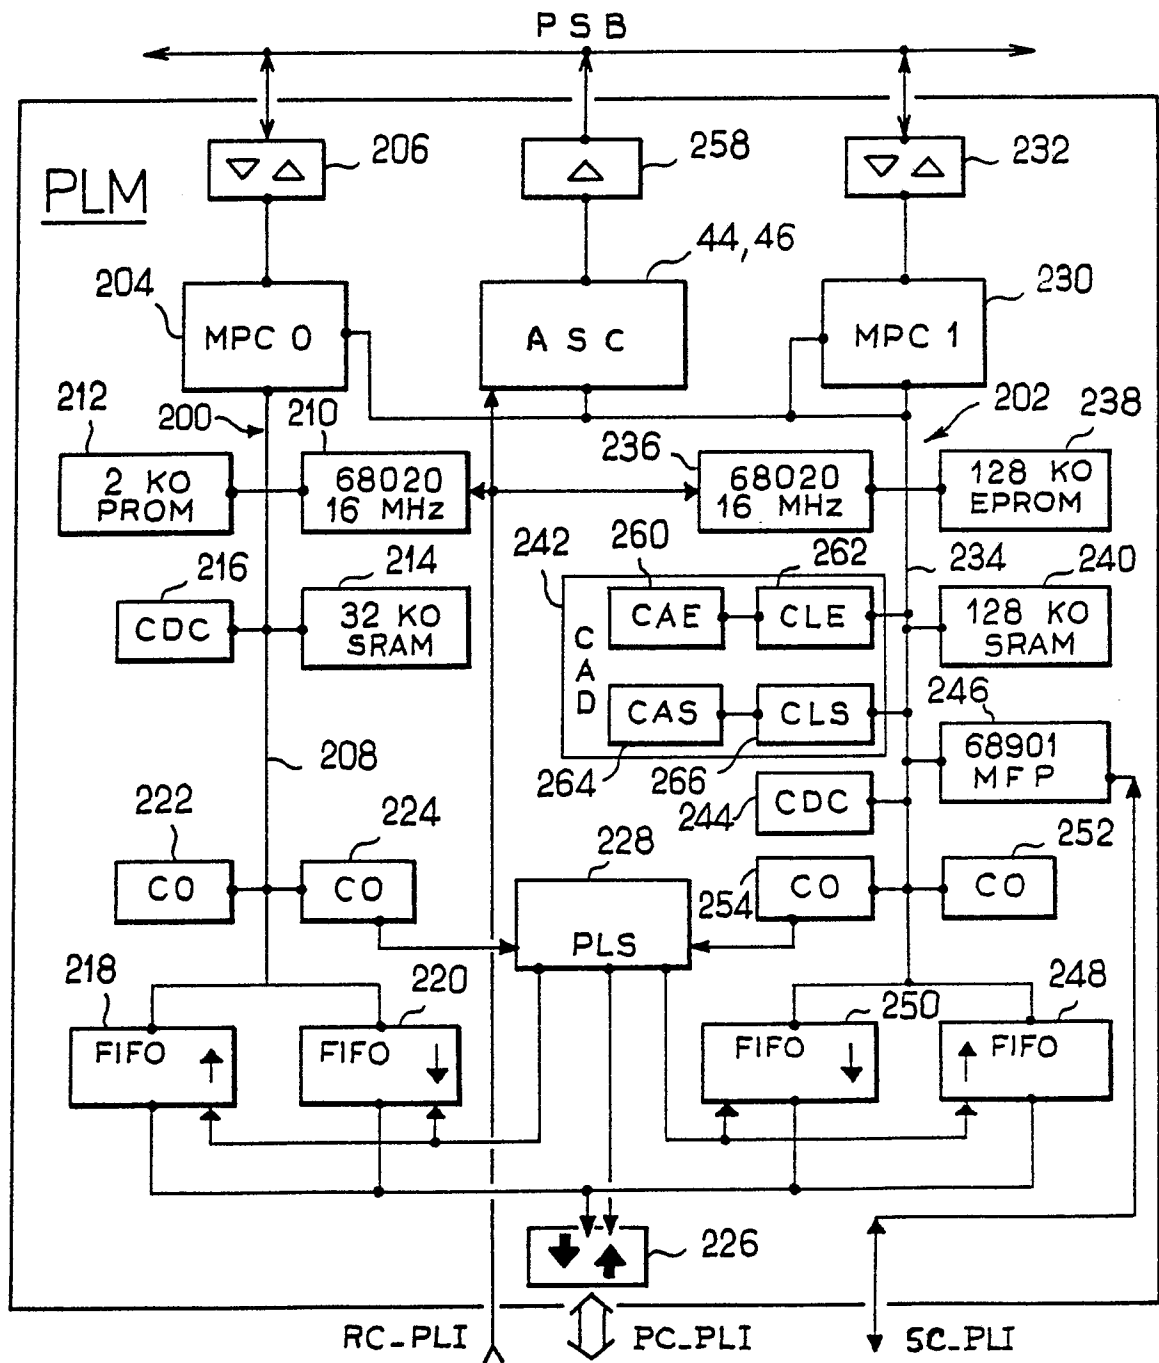 PSB
206
258
232
PLM
44,46
204
230
MPC 0
ASC
MPC 1
212
200
210
202
238
236
2 KO
PROM
68020
16 MHz
68020
16 MHz
128 KO
EPROM
216
214
242
260
262
234
240
CDC
32 KO
SRAM
CAE
CLE
128 KO
SRAM
CAD
CAS
CLS
246
68901
MFP
208
264
266
222
224
244
CDC
228
252
CO
CO
254
CO
CO
PLS
218
220
250
248
FIFO
FIFO
FIFO
FIFO
226
RC_PLI
PC_PLI
SC_PLI